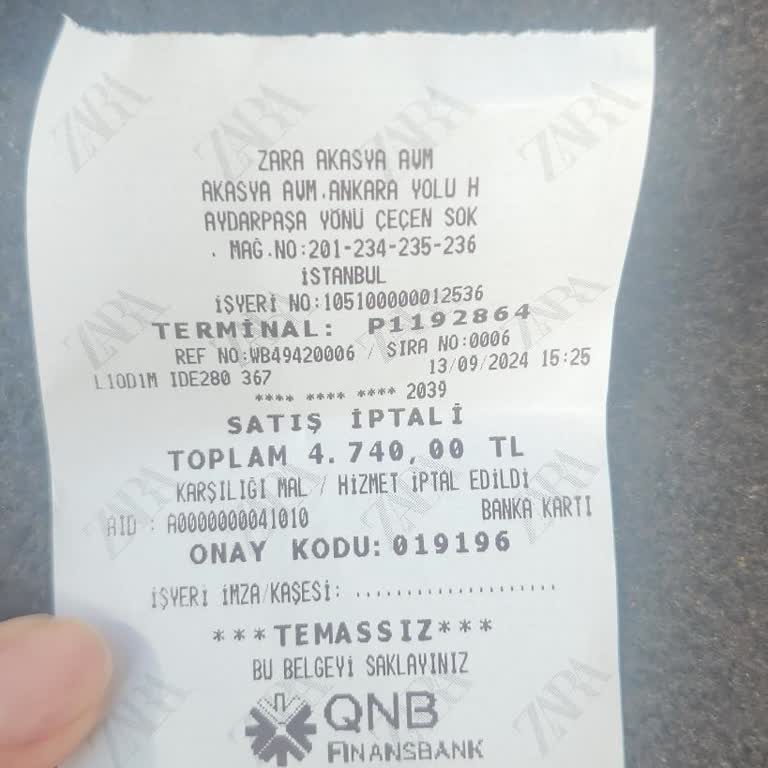 ZARA AKASYA AVM
AKASYA AVM.ANKARA YOLU H
AYDARPAŞA YÖNÜ ÇEÇEN SOK
. MAĞ.NO:201-234-235-236
İSTANBUL
İŞYERİ NO:105100000012536
TERMİNAL: P1192864
REF NO:WB49420006 / SIRA NO:0006
L10D1M IDE280 367 13/09/2024 15:25
**** **** **** 2039
SATIŞ İPTALİ
TOPLAM 4.740,00 TL
KARŞILIĞI MAL / HİZMET İPTAL EDİLDİ
AID : A0000000041010 BANKA KARTI
ONAY KODU:019196
İŞYERİ İMZA/KAŞESİ: ....................
***TEMASSIZ***
BU BELGEYİ SAKLAYINIZ
QNB
FINANSBANK